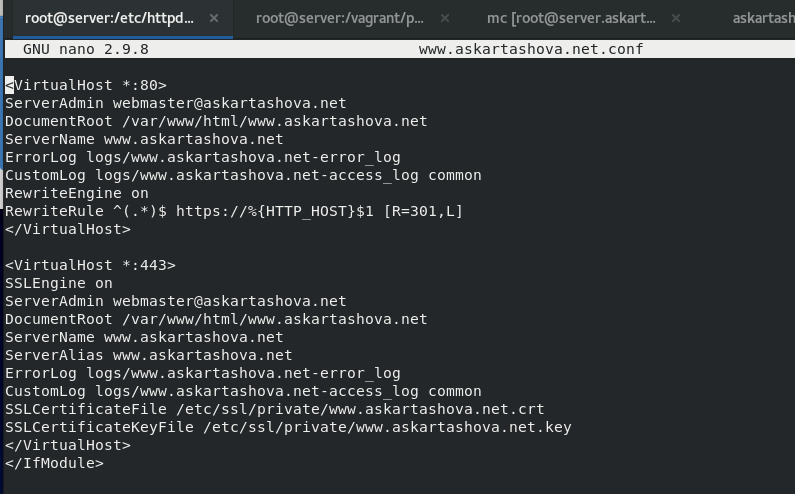 root@server:/etc/httpd... × root@server:/vagrant/p... × mc [root@server.askart... × askartash
GNU nano 2.9.8 www.askartashova.net.conf
<VirtualHost *:80>
ServerAdmin webmaster@askartashova.net
DocumentRoot /var/www/html/www.askartashova.net
ServerName www.askartashova.net
ErrorLog logs/www.askartashova.net-error_log
CustomLog logs/www.askartashova.net-access_log common
RewriteEngine on
RewriteRule ^(.*)$ https://%{HTTP_HOST}$1 [R=301,L]
</VirtualHost>
<VirtualHost *:443>
SSLEngine on
ServerAdmin webmaster@askartashova.net
DocumentRoot /var/www/html/www.askartashova.net
ServerName www.askartashova.net
ServerAlias www.askartashova.net
ErrorLog logs/www.askartashova.net-error_log
CustomLog logs/www.askartashova.net-access_log common
SSLCertificateFile /etc/ssl/private/www.askartashova.net.crt
SSLCertificateKeyFile /etc/ssl/private/www.askartashova.net.key
</VirtualHost>
</IfModule>